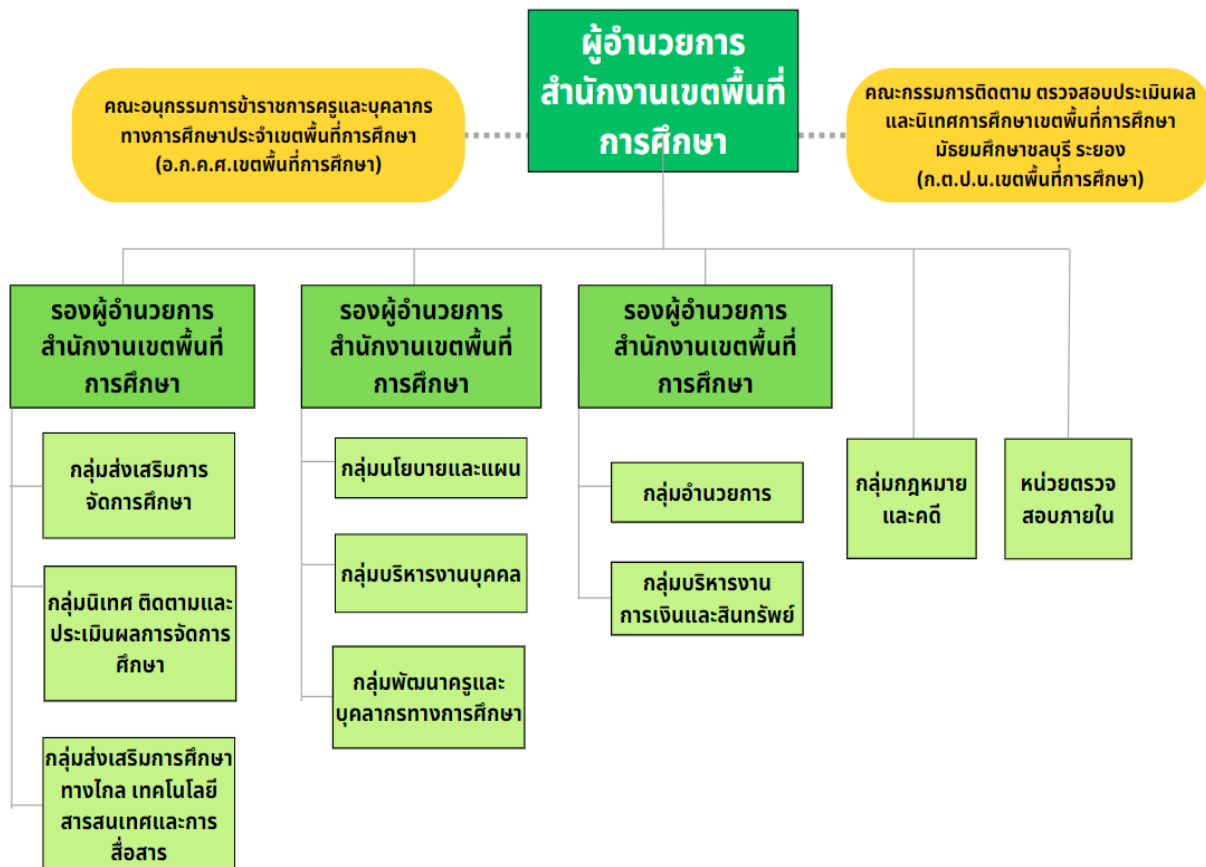 ผู้อำนวยการ
สำนักงานเขตพื้นที่
การศึกษา
คณะอนุกรรมการข้าราชการครูและบุคลากร
ทางการศึกษาประจำเขตพื้นที่การศึกษา
(อ.ก.ค.ศ.เขตพื้นที่การศึกษา)
คณะกรรมการติดตาม ตรวจสอบประเมินผล
และนิเทศการศึกษาเขตพื้นที่การศึกษา
มัธยมศึกษาชลบุรี ระยอง
(ก.ต.ป.น.เขตพื้นที่การศึกษา)
รองผู้อำนวยการ
สำนักงานเขตพื้นที่
การศึกษา
กลุ่มส่งเสริมการ
จัดการศึกษา
กลุ่มนิเทศ ติดตามและ
ประเมินผลการจัดการ
ศึกษา
กลุ่มส่งเสริมการศึกษา
ทางไกล เทคโนโลยี
สารสนเทศและการ
สื่อสาร
รองผู้อำนวยการ
สำนักงานเขตพื้นที่
การศึกษา
กลุ่มนโยบายและแผน
กลุ่มบริหารงานบุคคล
กลุ่มพัฒนาครูและ
บุคลากรทางการศึกษา
รองผู้อำนวยการ
สำนักงานเขตพื้นที่
การศึกษา
กลุ่มอำนวยการ
กลุ่มบริหารงาน
การเงินและสินทรัพย์
กลุ่มกฎหมาย
และคดี
หน่วยตรวจ
สอบภายใน